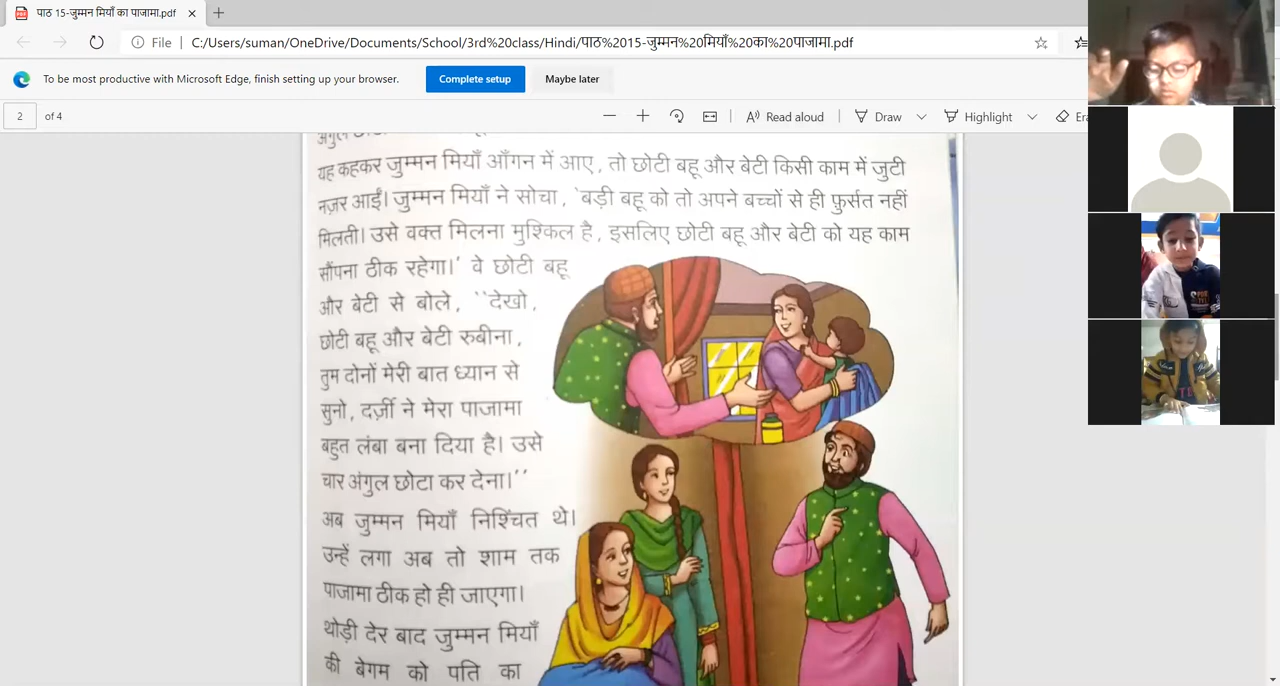 पाठ 15-जुम्मन मियाँ का पाजामा.pdf
File | C:/Users/suman/OneDrive/Documents/School/3rd%20class/Hindi/पाठ%2015-जुम्मन%20मियाँ%20का%20पाजामा.pdf
To be most productive with Microsoft Edge, finish setting up your browser. Complete setup Maybe later
2 of 4 Read aloud Draw Highlight
यह कहकर जुम्मन मियाँ आँगन में आए, तो छोटी बहू और बेटी किसी काम में जुटी
नज़र आईं। जुम्मन मियाँ ने सोचा, 'बड़ी बहू को तो अपने बच्चों से ही फ़ुर्सत नहीं
मिलती। उसे वक्त मिलना मुश्किल है, इसलिए छोटी बहू और बेटी को यह काम
सौंपना ठीक रहेगा।' वे छोटी बहू
और बेटी से बोले, ''देखो,
छोटी बहू और बेटी रुबीना,
तुम दोनों मेरी बात ध्यान से
सुनो, दर्ज़ी ने मेरा पाजामा
बहुत लंबा बना दिया है। उसे
चार अंगुल छोटा कर देना।''
अब जुम्मन मियाँ निश्चिंत थे।
उन्हें लगा अब तो शाम तक
पाजामा ठीक हो ही जाएगा।
थोड़ी देर बाद जुम्मन मियाँ
की बेगम को पति का